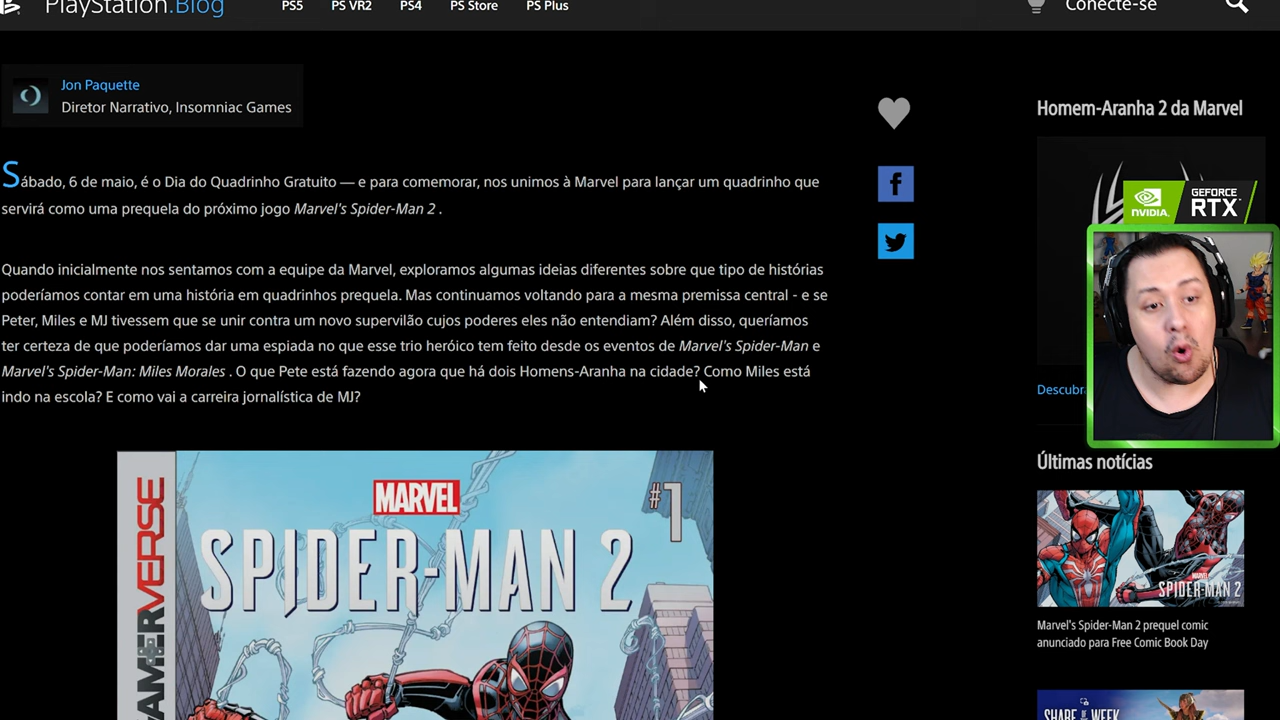 PlayStation.Blog
PS5
PS VR2
PS4
PS Store
PS Plus
Conecte-se
Jon Paquette
Diretor Narrativo, Insomniac Games
Sábado, 6 de maio, é o Dia do Quadrinho Gratuito — e para comemorar, nos unimos à Marvel para lançar um quadrinho que
servirá como uma prequela do próximo jogo Marvel's Spider-Man 2 .
Quando inicialmente nos sentamos com a equipe da Marvel, exploramos algumas ideias diferentes sobre que tipo de histórias
poderíamos contar em uma história em quadrinhos prequela. Mas continuamos voltando para a mesma premissa central - e se
Peter, Miles e MJ tivessem que se unir contra um novo supervilão cujos poderes eles não entendiam? Além disso, queríamos
ter certeza de que poderíamos dar uma espiada no que esse trio heróico tem feito desde os eventos de Marvel's Spider-Man e
Marvel's Spider-Man: Miles Morales . O que Pete está fazendo agora que há dois Homens-Aranha na cidade? Como Miles está
indo na escola? E como vai a carreira jornalística de MJ?
GAMERVERSE
MARVEL
#1
SPIDER-MAN 2
Homem-Aranha 2 da Marvel
NVIDIA
GEFORCE
RTX
Descubra
Últimas notícias
MARVEL
SPIDER-MAN 2
Marvel's Spider-Man 2 prequel comic
anunciado para Free Comic Book Day
SHARE OF
WEEK